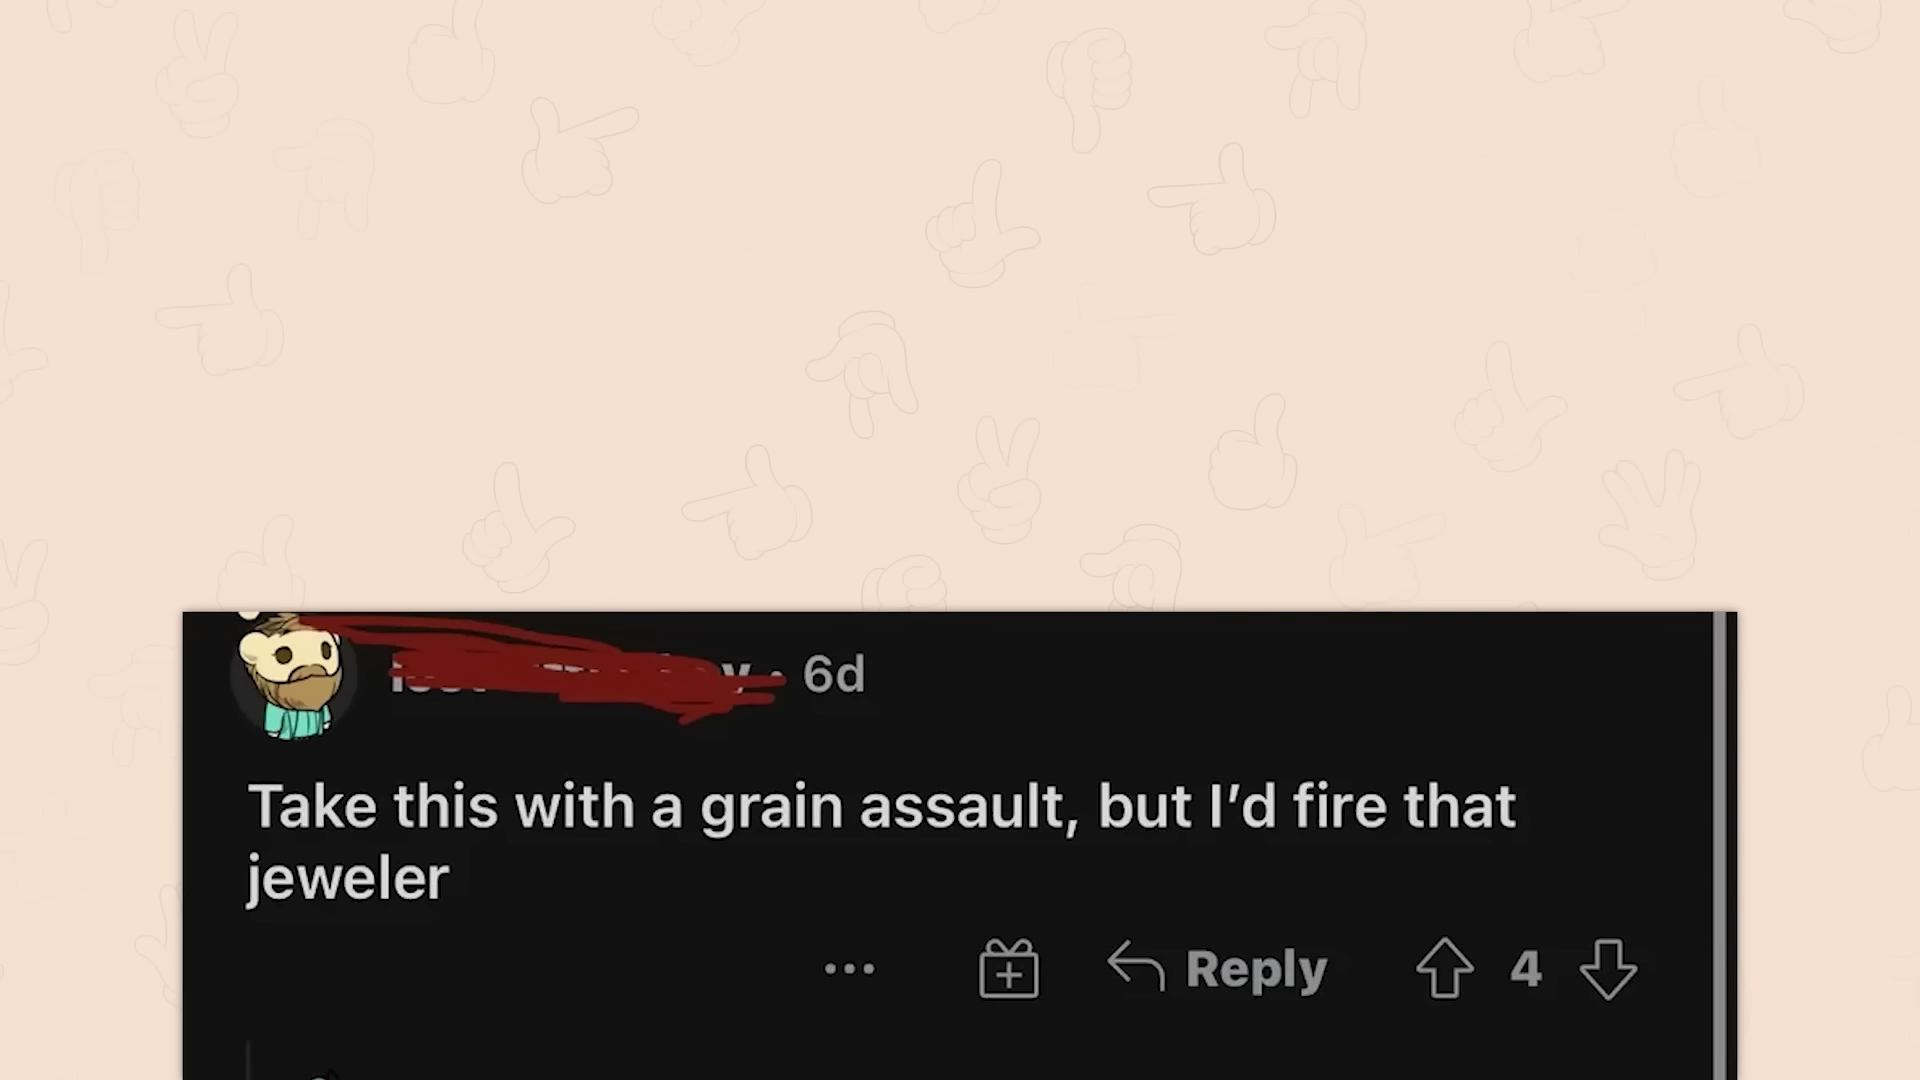 6d
Take this with a grain assault, but I’d fire that
jeweler
Reply 4